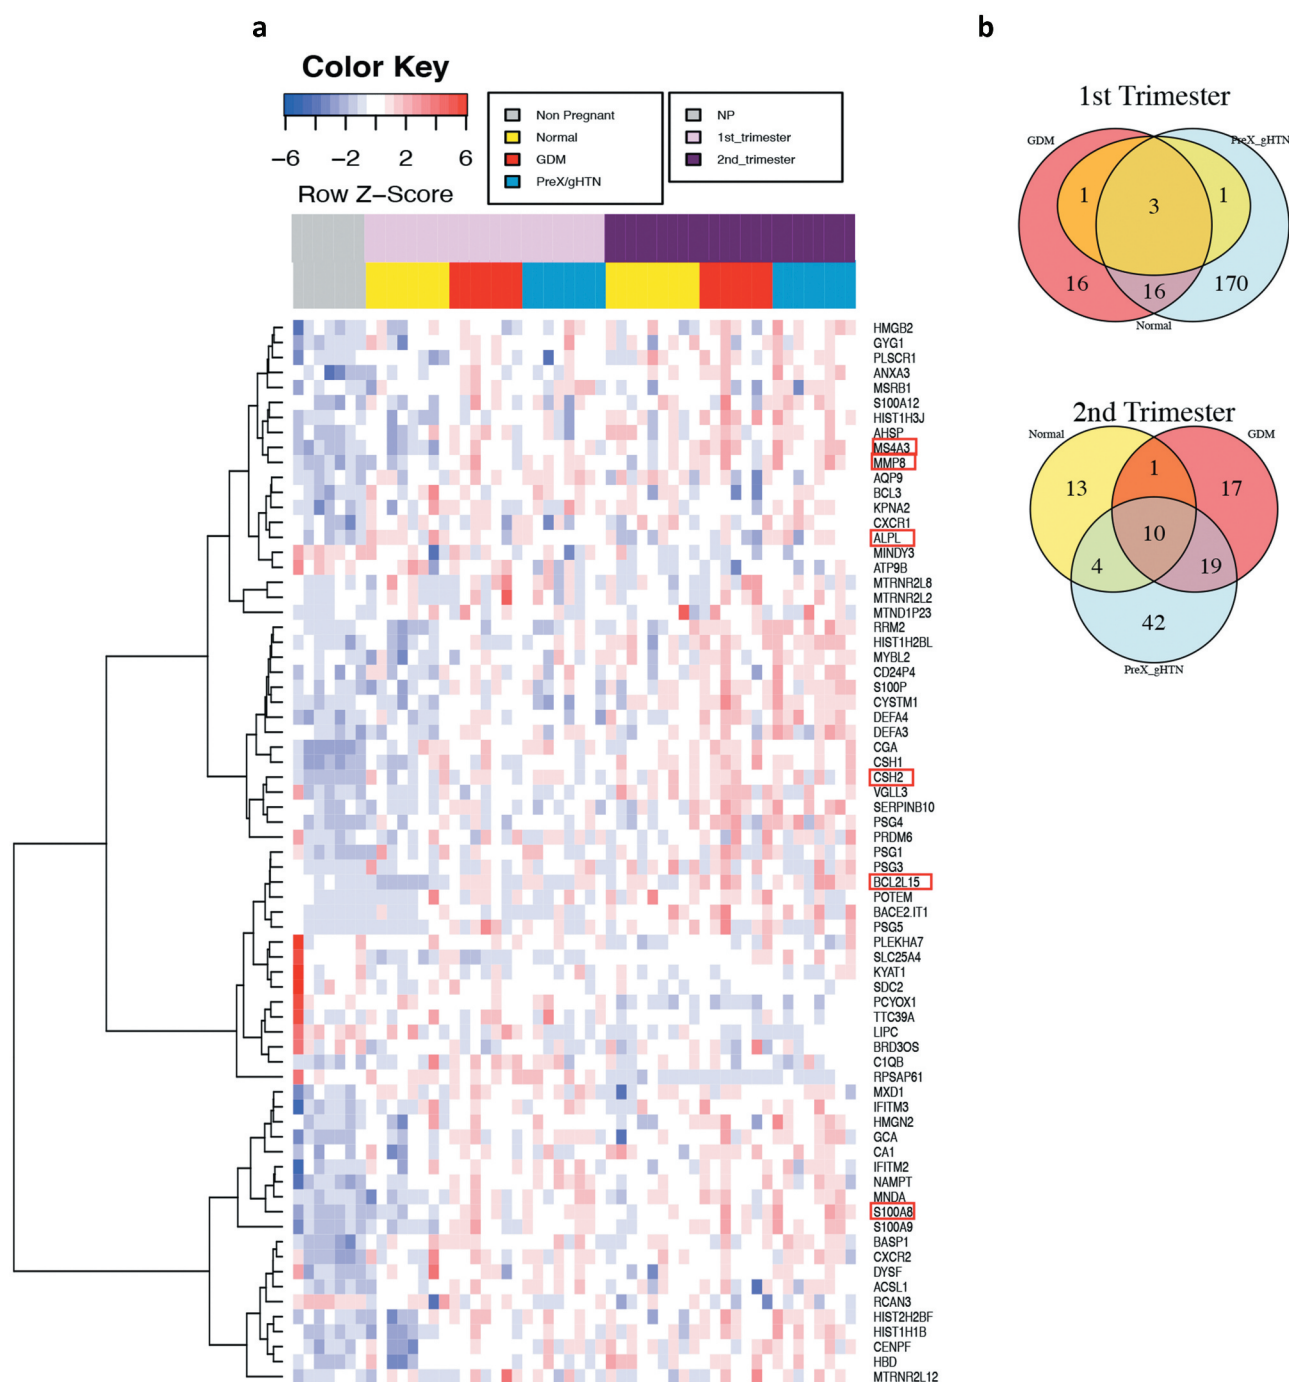 a
b
Color Key
−6
−2
2
6
Row Z−Score
Non Pregnant
Normal
GDM
PreX/gHTN
NP
1st_trimester
2nd_trimester
HMGB2
GYG1
PLSCR1
ANXA3
MSRB1
S100A12
HIST1H3J
AHSP
MS4A3
MMP8
AQP9
BCL3
KPNA2
CXCR1
ALPL
MINDY3
ATP9B
MTRNR2L8
MTRNR2L2
MTND1P23
RRM2
HIST1H2BL
MYBL2
CD24P4
S100P
CYSTM1
DEFA4
DEFA3
CGA
CSH1
CSH2
VGLL3
SERPINB10
PSG4
PRDM6
PSG1
PSG3
BCL2L15
POTEM
BACE2.IT1
PSG5
PLEKHA7
SLC25A4
KYAT1
SDC2
PCYOX1
TTC39A
LIPC
BRD3OS
C1QB
RPSAP61
MXD1
IFITM3
HMGN2
GCA
CA1
IFITM2
NAMPT
MNDA
S100A8
S100A9
BASP1
CXCR2
DYSF
ACSL1
RCAN3
HIST2H2BF
HIST1H1B
CENPF
HBD
MTRNR2L12
1st Trimester
GDM
PreX_gHTN
1
3
1
16
16
170
Normal
2nd Trimester
Normal
GDM
13
1
17
10
4
19
42
PreX_gHTN